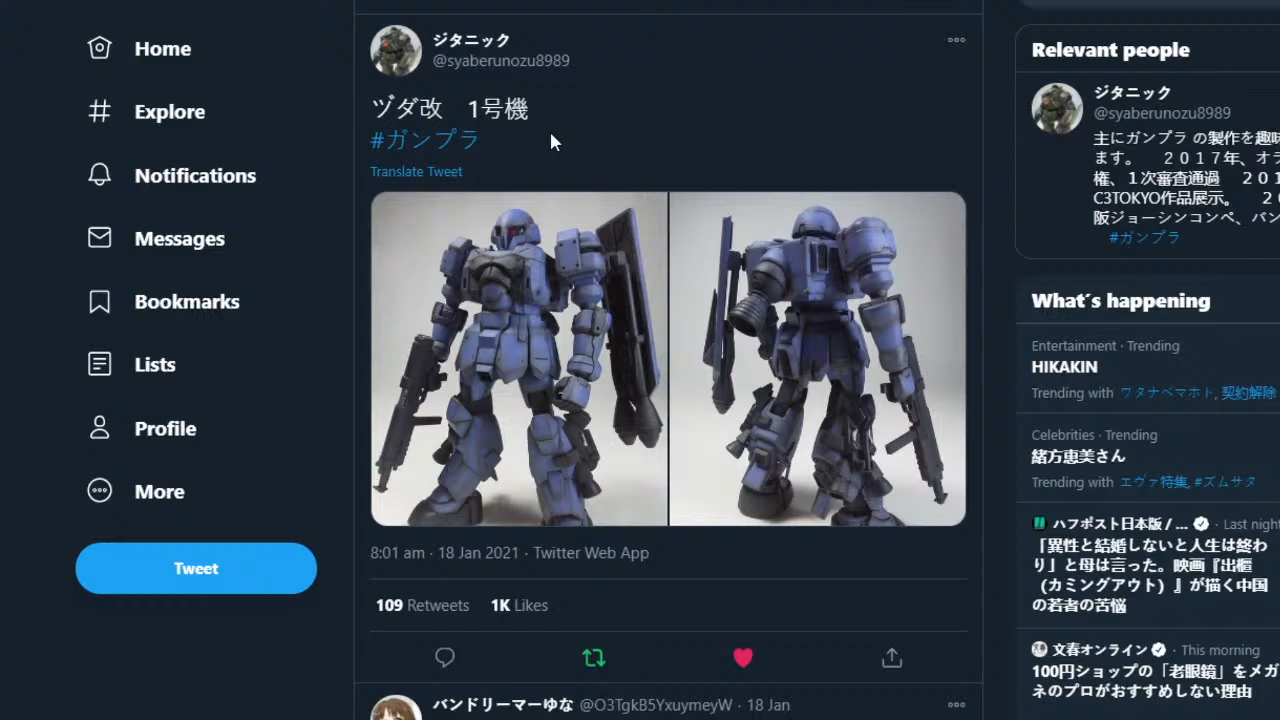 Home
Explore
Notifications
Messages
Bookmarks
Lists
Profile
More
Tweet
ジタニック
@syaberunozu8989
ヅダ改　1号機
#ガンプラ
Translate Tweet
8:01 am · 18 Jan 2021 · Twitter Web App
109 Retweets 1K Likes
バンドリーマーゆな @O3TgkB5YxuymeyW · 18 Jan
Relevant people
ジタニック
@syaberunozu8989
主にガンプラ の製作を趣味
ます。　２０１７年、オラ
権、１次審査通過　２０１
C3TOKYO作品展示。　２０
阪ジョーシンコンペ、バン
#ガンプラ
What's happening
Entertainment · Trending
HIKAKIN
Trending with ワタナベマホト, 契約解除
Celebrities · Trending
緒方恵美さん
Trending with エヴァ特集, #ズムサタ
ハフポスト日本版 / ... · Last night
「異性と結婚しないと人生は終わ
り」と母は言った。映画『出櫃
（カミングアウト）』が描く中国
の若者の苦悩
文春オンライン · This morning
100円ショップの「老眼鏡」をメガ
ネのプロがおすすめしない理由